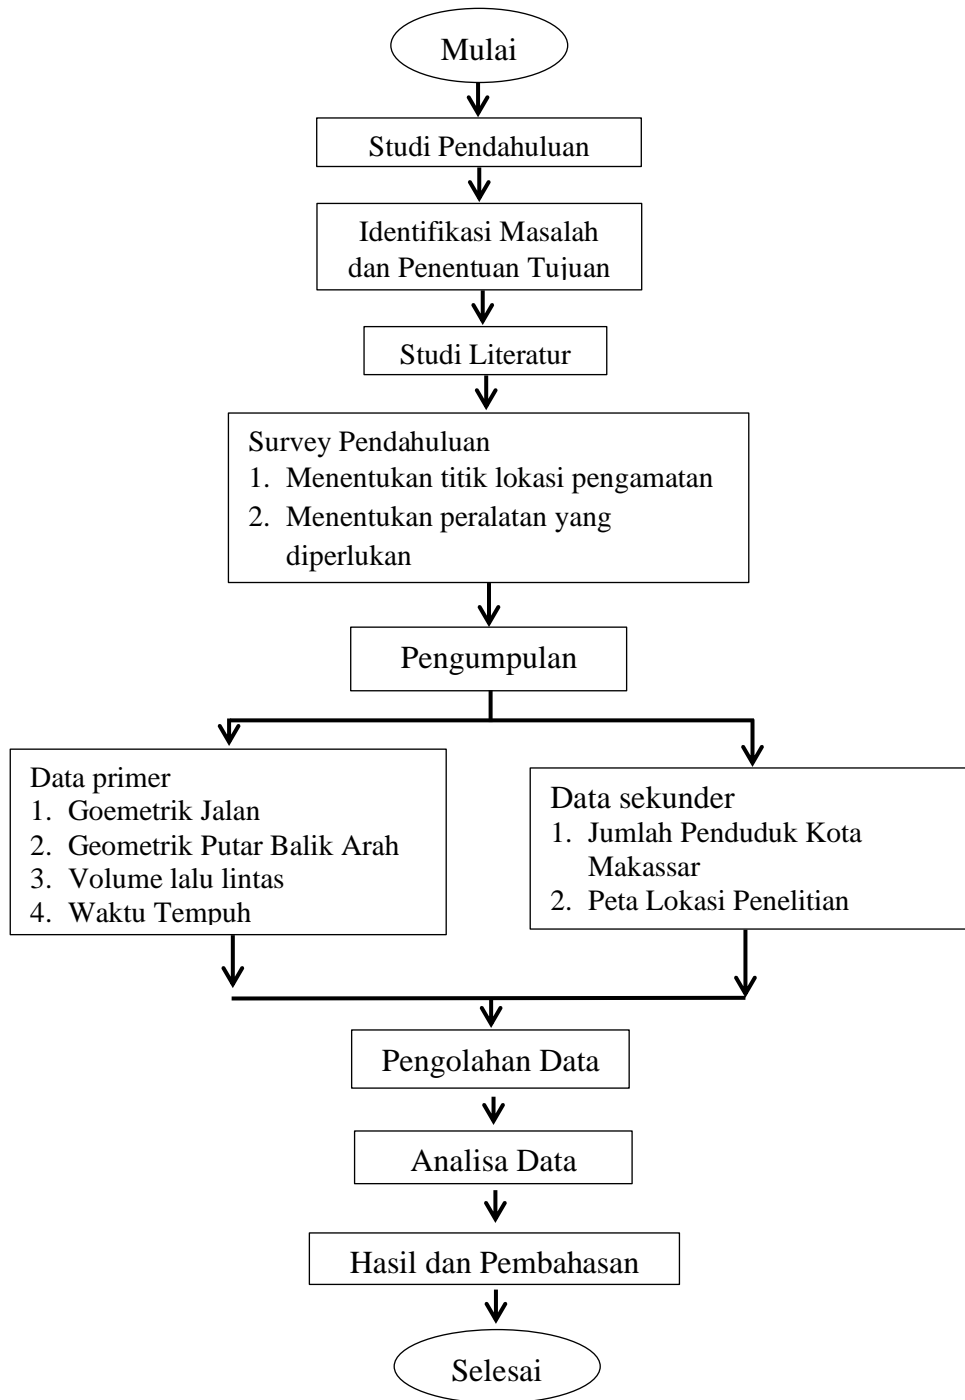 Mulai
Studi Pendahuluan
Identifikasi Masalah
dan Penentuan Tujuan
Studi Literatur
Survey Pendahuluan
1. Menentukan titik lokasi pengamatan
2. Menentukan peralatan yang
diperlukan
Pengumpulan
Data primer
1. Goemetrik Jalan
2. Geometrik Putar Balik Arah
3. Volume lalu lintas
4. Waktu Tempuh
Data sekunder
1. Jumlah Penduduk Kota
Makassar
2. Peta Lokasi Penelitian
Pengolahan Data
Analisa Data
Hasil dan Pembahasan
Selesai